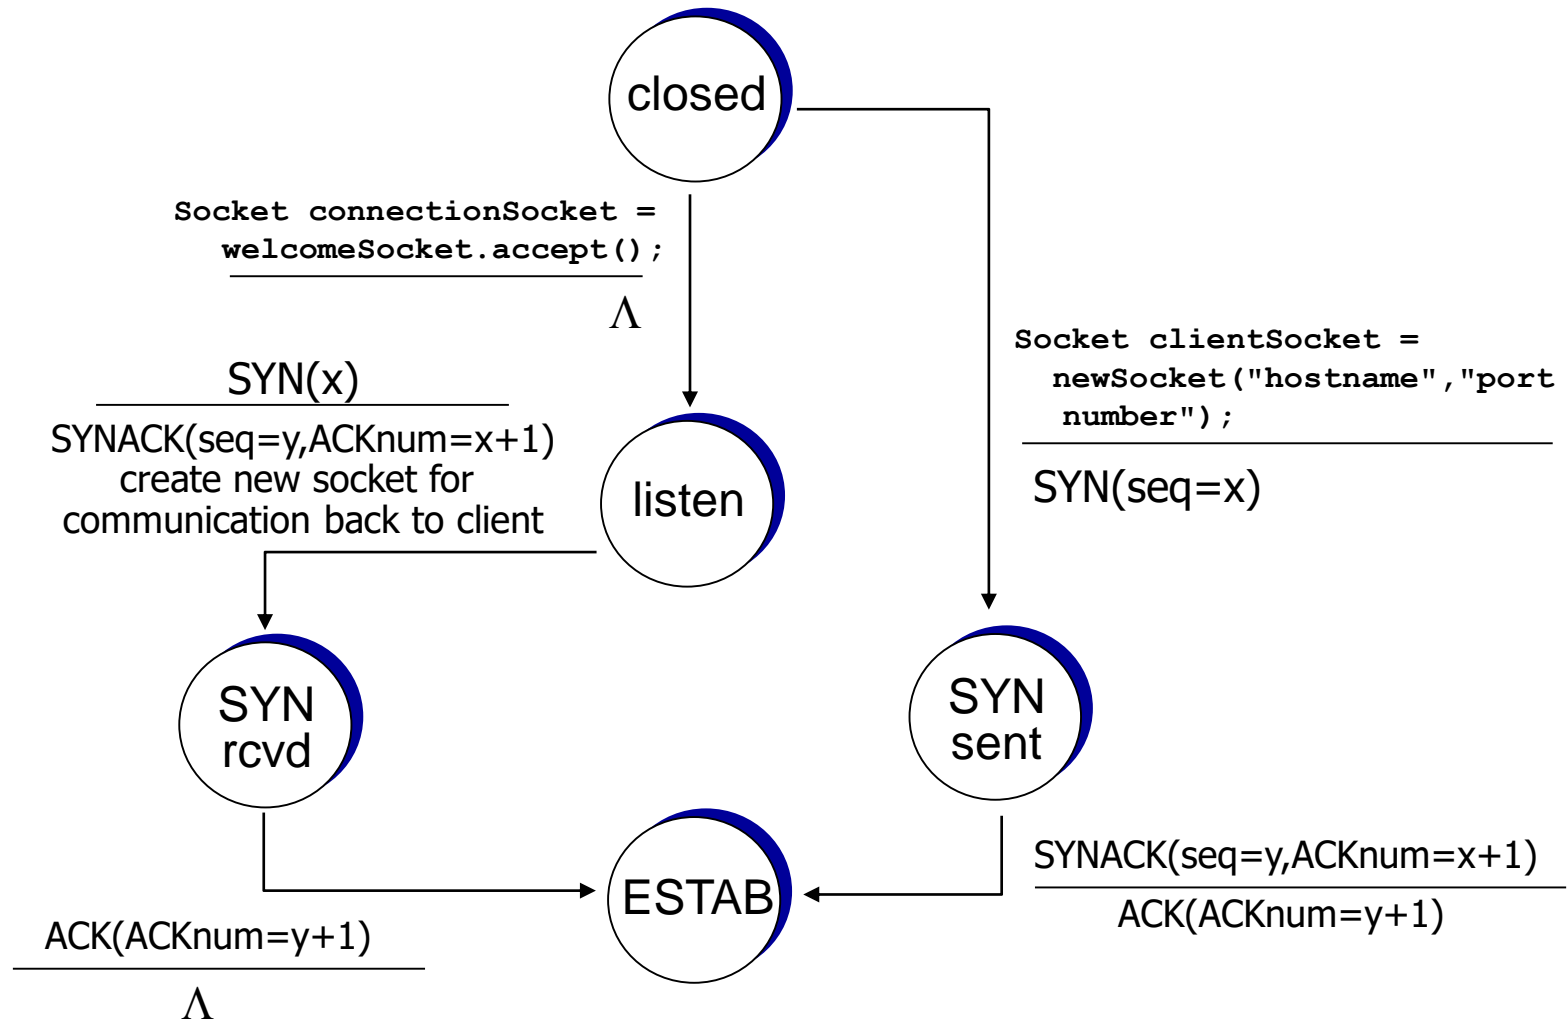 closed
Socket connectionSocket =
welcomeSocket.accept();
Λ
Socket clientSocket =
newSocket("hostname","port
number");
SYN(seq=x)
SYN(x)
SYNACK(seq=y,ACKnum=x+1)
create new socket for
communication back to client
listen
SYN
rcvd
SYN
sent
ESTAB
SYNACK(seq=y,ACKnum=x+1)
ACK(ACKnum=y+1)
ACK(ACKnum=y+1)
Λ